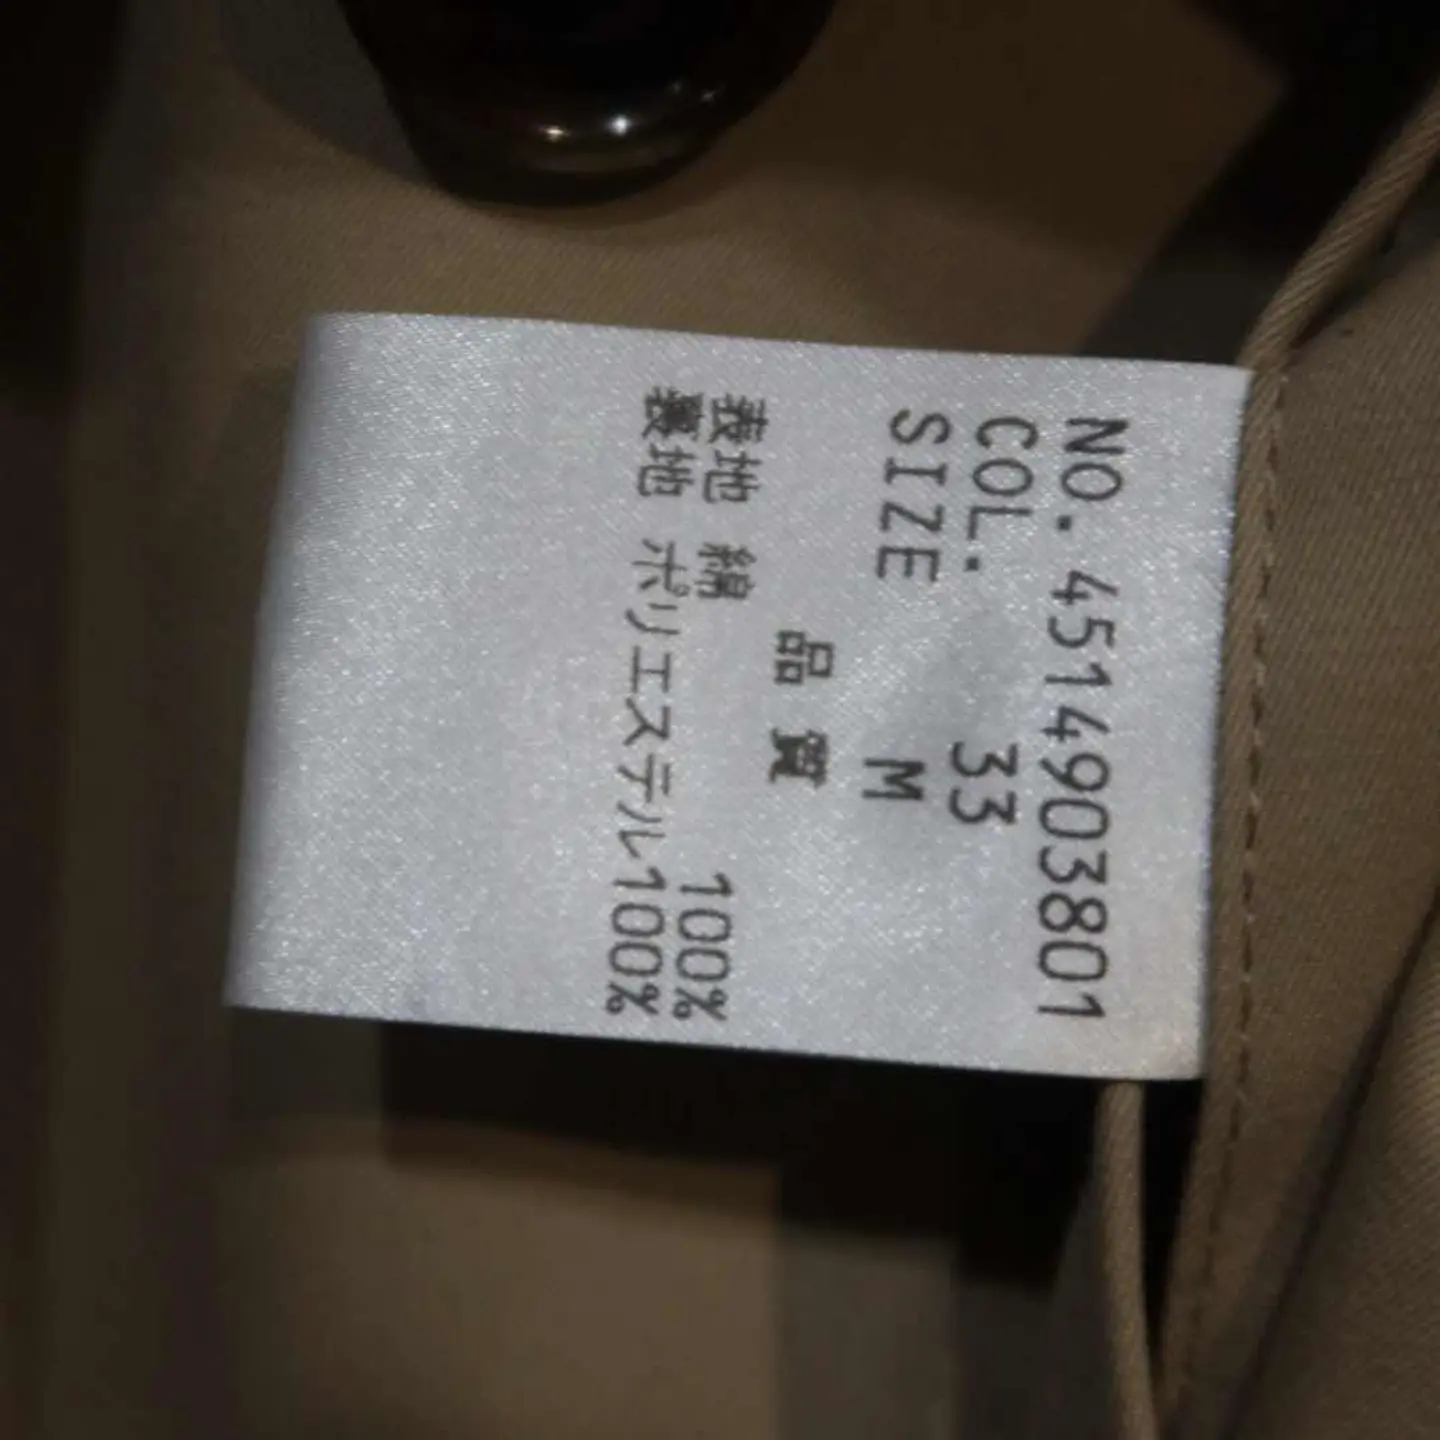 NO. 4514903801
COL. 33
SIZE M
品 質
表地 綿 100%
裏地 ポリエステル100%